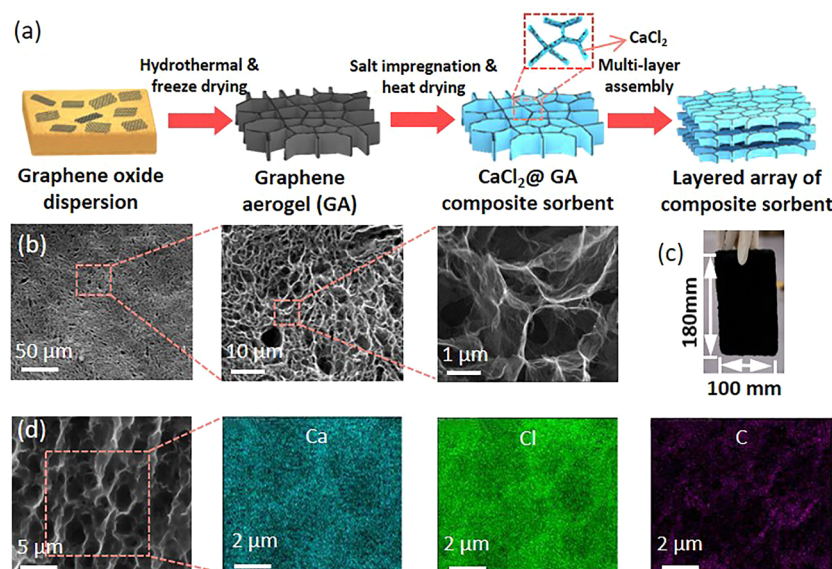 (a)
Hydrothermal &
freeze drying
Salt impregnation &
heat drying
CaCl₂
Multi-layer
assembly
Graphene oxide
dispersion
Graphene
aerogel (GA)
CaCl₂@ GA
composite sorbent
Layered array of
composite sorbent
(b)
50 μm
10 μm
1 μm
(c)
180mm
100 mm
(d)
5 μm
Ca
2 μm
Cl
2 μm
C
2 μm